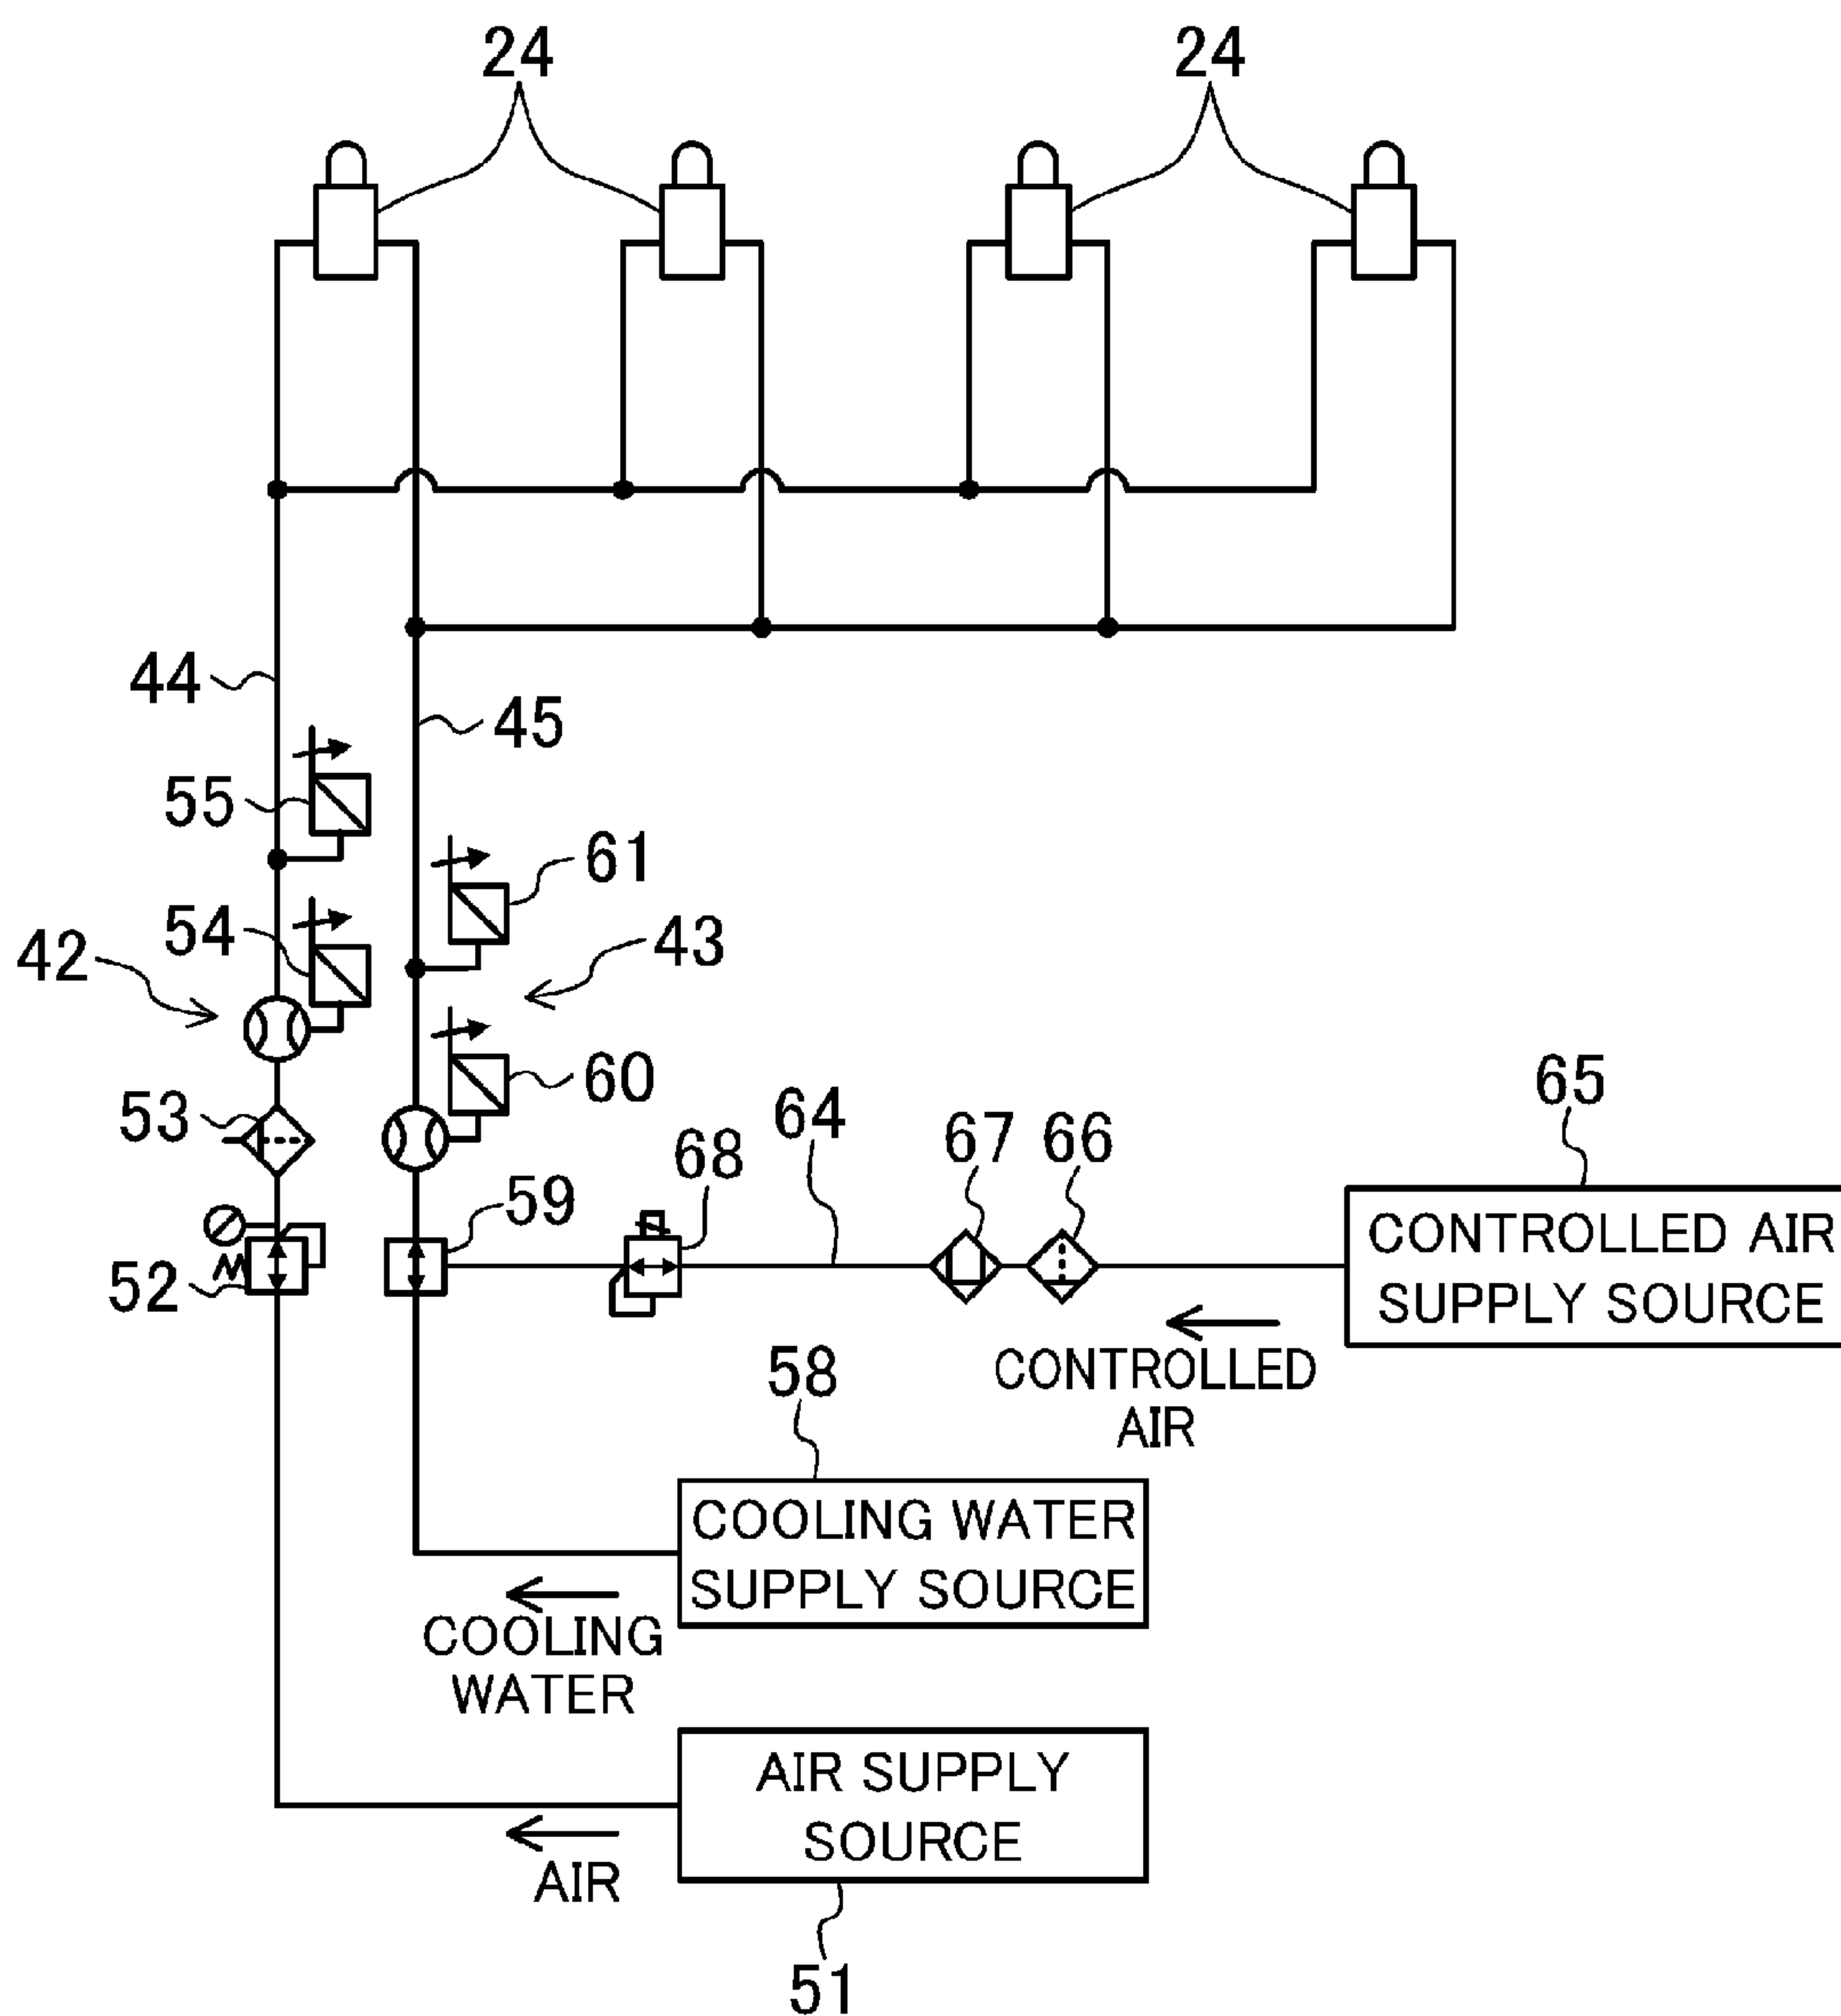 24
24
44
45
55
61
54
42
43
60
65
53
64
67
66
68
59
CONTROLLED AIR
SUPPLY SOURCE
52
58
CONTROLLED
AIR
COOLING WATER
SUPPLY SOURCE
COOLING
WATER
AIR SUPPLY
SOURCE
AIR
51